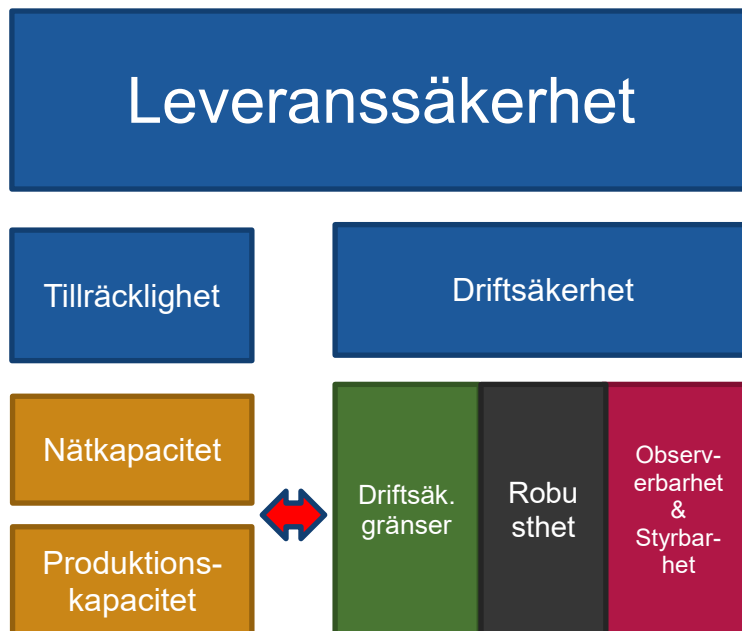 Leveranssäkerhet
Tillräcklighet
Driftsäkerhet
Nätkapacitet
Produktions-
kapacitet
Driftsäk.
gränser
Robu
sthet
Observ-
erbarhet
&
Styrbar-
het